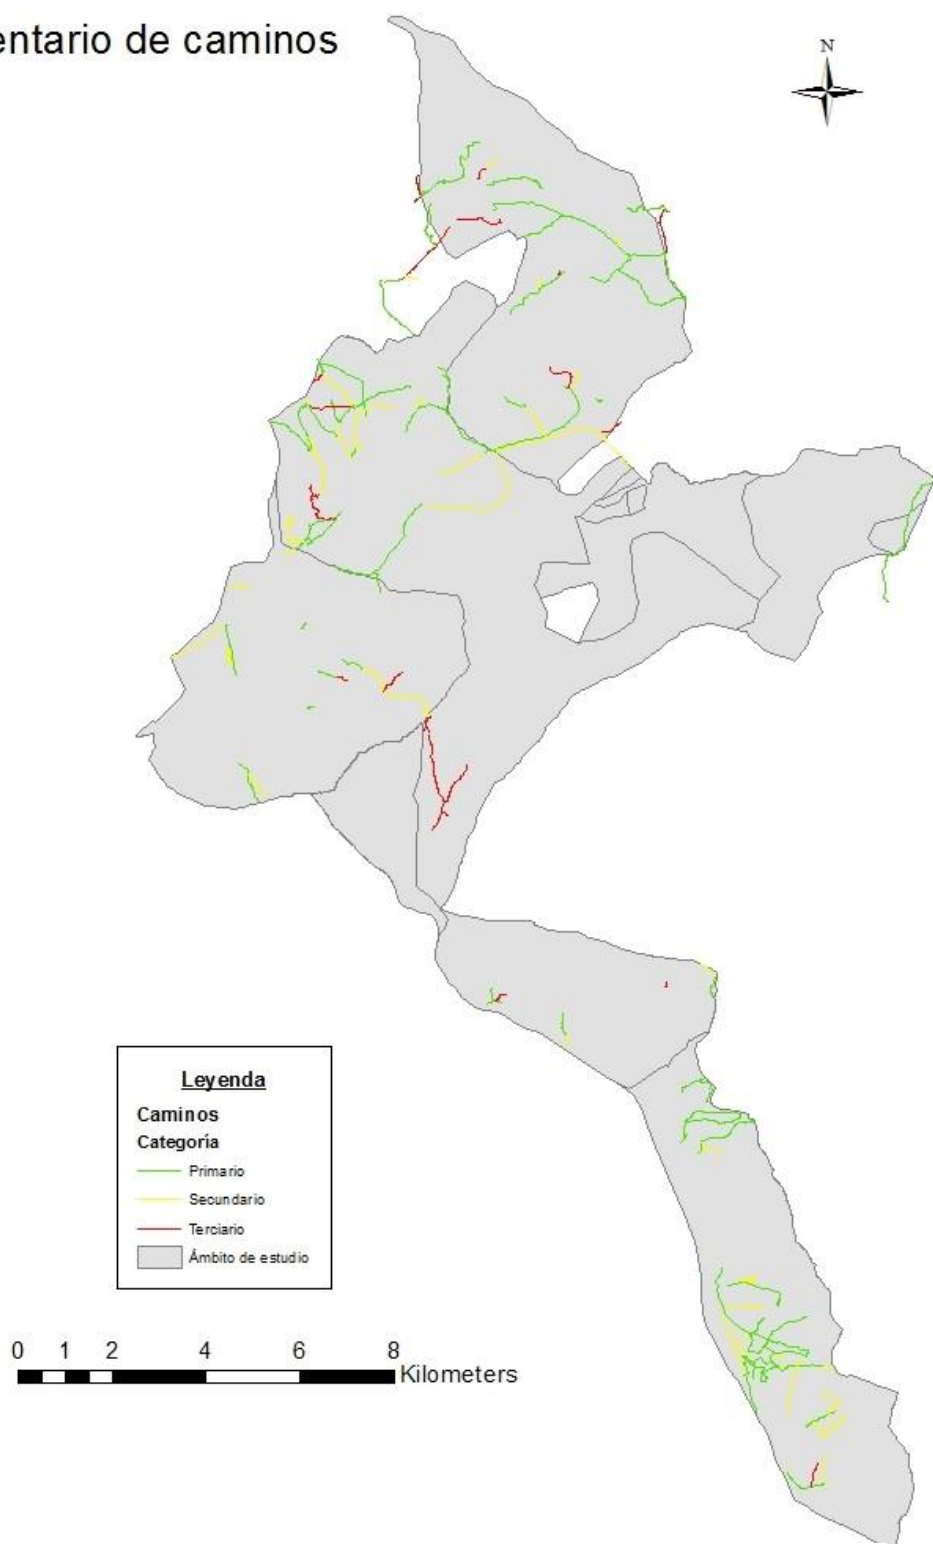 entario de caminos
N
Leyenda
Caminos
Categoría
Primario
Secundario
Terciario
Ámbito de estudio
0 1 2 4 6 8
Kilometers